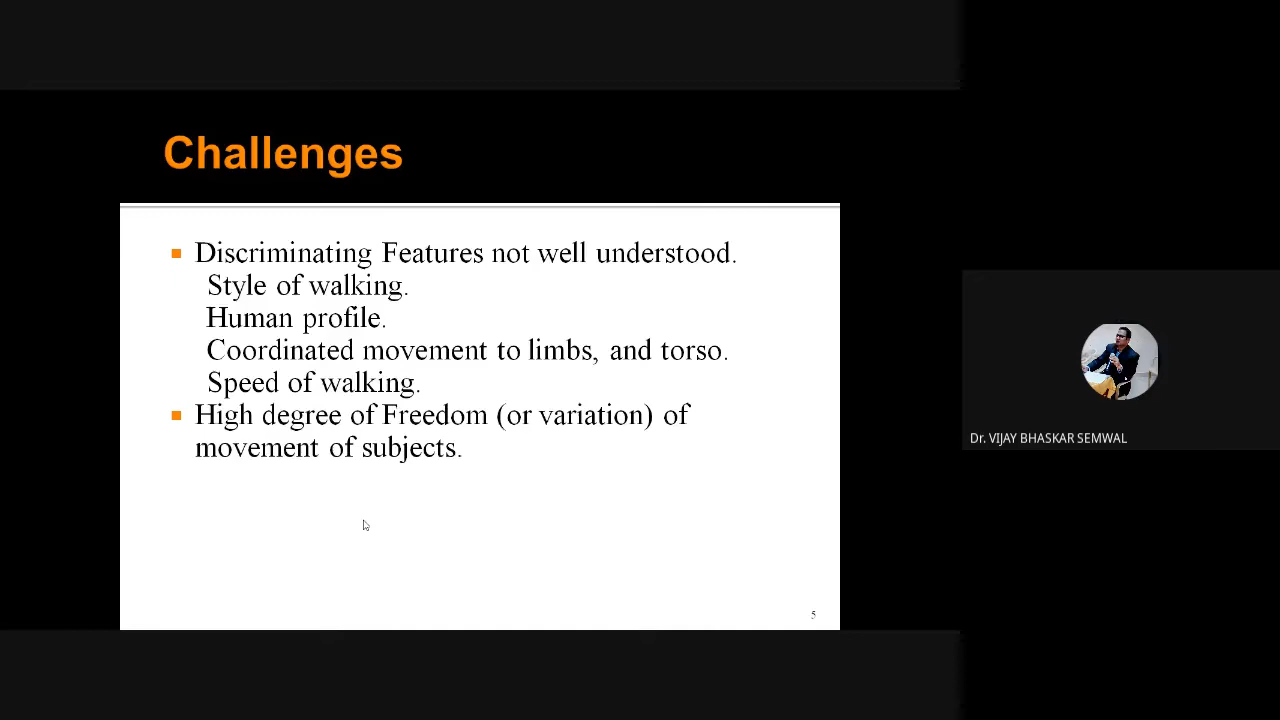 Challenges
Discriminating Features not well understood.
Style of walking.
Human profile.
Coordinated movement to limbs, and torso.
Speed of walking.
High degree of Freedom (or variation) of
movement of subjects.
5
Dr. VIJAY BHASKAR SEMWAL